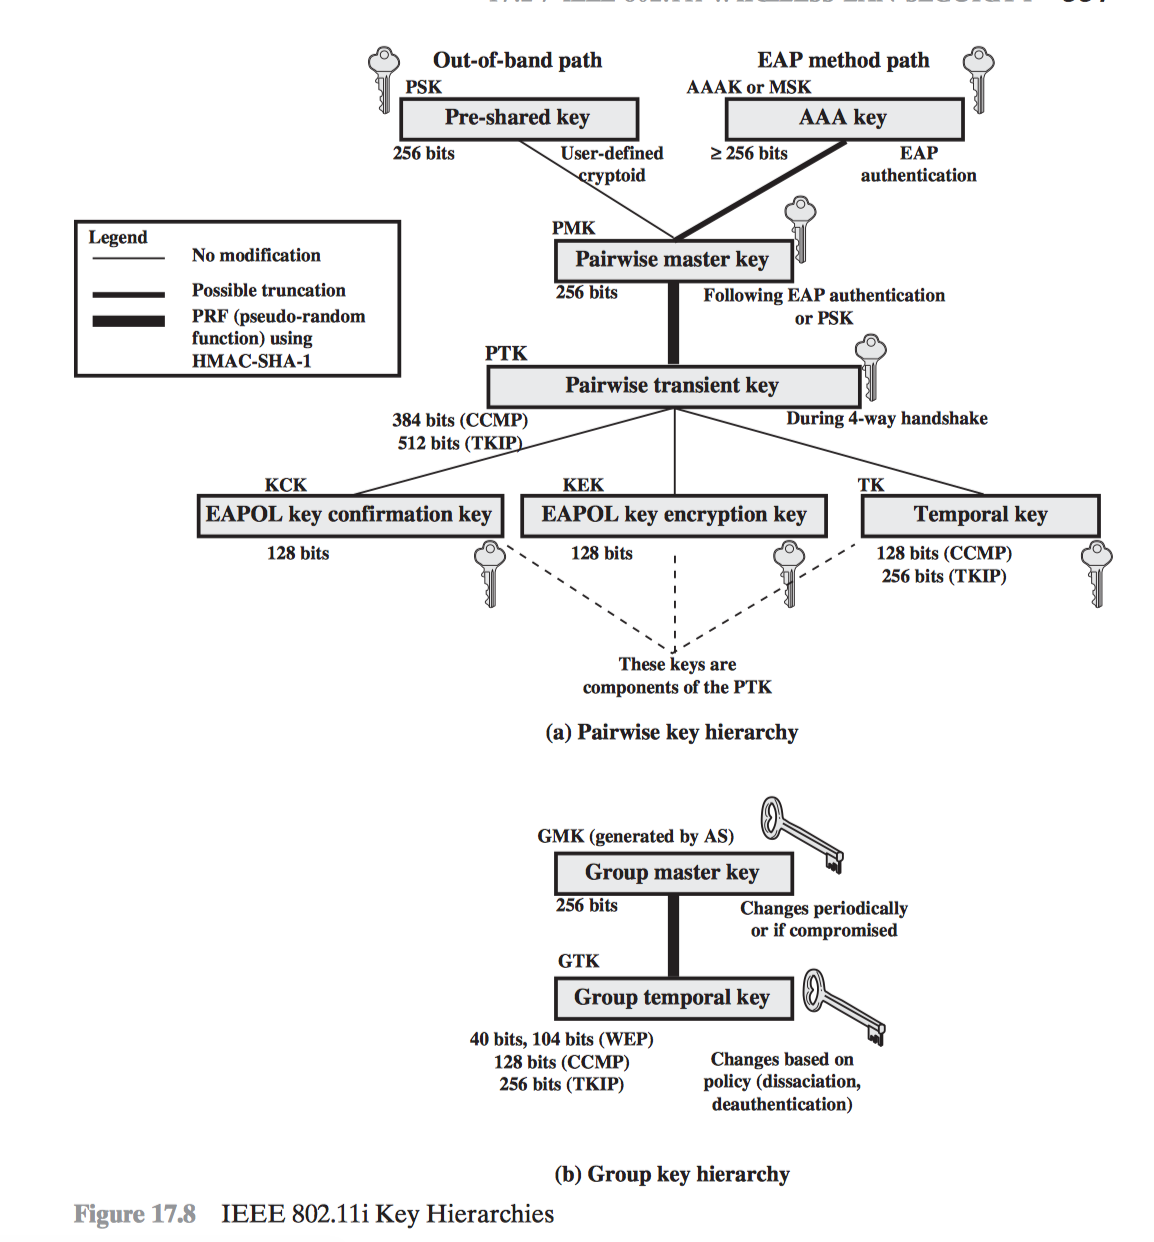 Out-of-band path
EAP method path
PSK
AAAK or MSK
Pre-shared key
AAA key
256 bits
User-defined
cryptoid
≥ 256 bits
EAP
authentication
Legend
No modification
Possible truncation
PRF (pseudo-random
function) using
HMAC-SHA-1
PMK
Pairwise master key
256 bits
Following EAP authentication
or PSK
PTK
Pairwise transient key
384 bits (CCMP)
512 bits (TKIP)
During 4-way handshake
KCK
KEK
TK
EAPOL key confirmation key
EAPOL key encryption key
Temporal key
128 bits
128 bits
128 bits (CCMP)
256 bits (TKIP)
These keys are
components of the PTK
(a) Pairwise key hierarchy
GMK (generated by AS)
Group master key
256 bits
Changes periodically
or if compromised
GTK
Group temporal key
40 bits, 104 bits (WEP)
128 bits (CCMP)
256 bits (TKIP)
Changes based on
policy (dissaciation,
deauthentication)
(b) Group key hierarchy
Figure 17.8 IEEE 802.11i Key Hierarchies